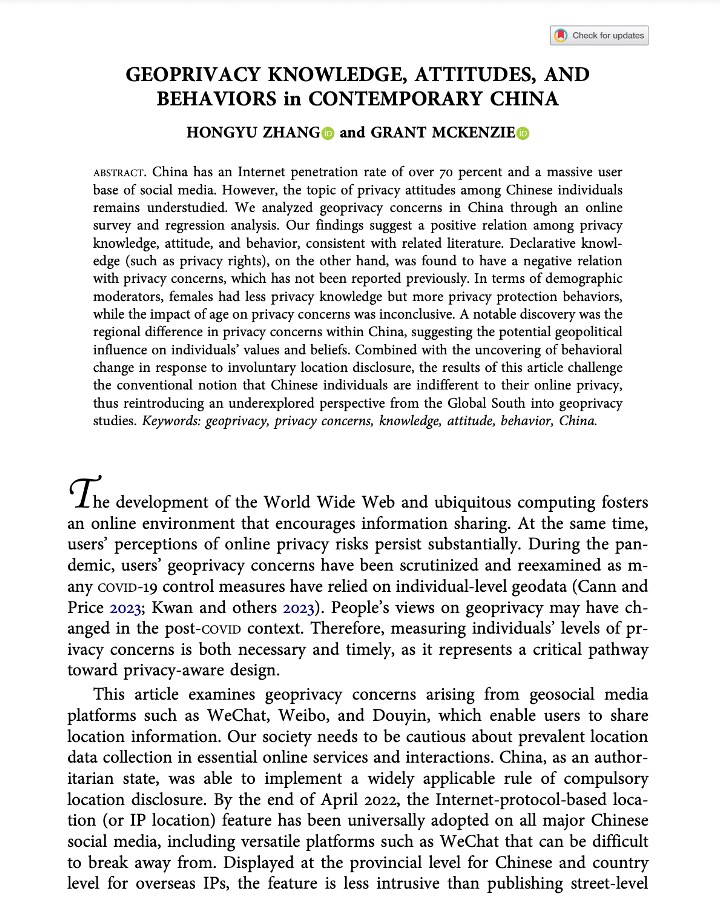 Check for updates
GEOPRIVACY KNOWLEDGE, ATTITUDES, AND
BEHAVIORS in CONTEMPORARY CHINA
HONGYU ZHANG iD and GRANT MCKENZIE iD
ABSTRACT. China has an Internet penetration rate of over 70 percent and a massive user
base of social media. However, the topic of privacy attitudes among Chinese individuals
remains understudied. We analyzed geoprivacy concerns in China through an online
survey and regression analysis. Our findings suggest a positive relation among privacy
knowledge, attitude, and behavior, consistent with related literature. Declarative knowl-
edge (such as privacy rights), on the other hand, was found to have a negative relation
with privacy concerns, which has not been reported previously. In terms of demographic
moderators, females had less privacy knowledge but more privacy protection behaviors,
while the impact of age on privacy concerns was inconclusive. A notable discovery was the
regional difference in privacy concerns within China, suggesting the potential geopolitical
influence on individuals' values and beliefs. Combined with the uncovering of behavioral
change in response to involuntary location disclosure, the results of this article challenge
the conventional notion that Chinese individuals are indifferent to their online privacy,
thus reintroducing an underexplored perspective from the Global South into geoprivacy
studies. Keywords: geoprivacy, privacy concerns, knowledge, attitude, behavior, China.
The development of the World Wide Web and ubiquitous computing fosters
an online environment that encourages information sharing. At the same time,
users' perceptions of online privacy risks persist substantially. During the pan-
demic, users' geoprivacy concerns have been scrutinized and reexamined as m-
any COVID-19 control measures have relied on individual-level geodata (Cann and
Price 2023; Kwan and others 2023). People's views on geoprivacy may have ch-
anged in the post-COVID context. Therefore, measuring individuals' levels of pr-
ivacy concerns is both necessary and timely, as it represents a critical pathway
toward privacy-aware design.
This article examines geoprivacy concerns arising from geosocial media
platforms such as WeChat, Weibo, and Douyin, which enable users to share
location information. Our society needs to be cautious about prevalent location
data collection in essential online services and interactions. China, as an author-
itarian state, was able to implement a widely applicable rule of compulsory
location disclosure. By the end of April 2022, the Internet-protocol-based loca-
tion (or IP location) feature has been universally adopted on all major Chinese
social media, including versatile platforms such as WeChat that can be difficult
to break away from. Displayed at the provincial level for Chinese and country
level for overseas IPs, the feature is less intrusive than publishing street-level